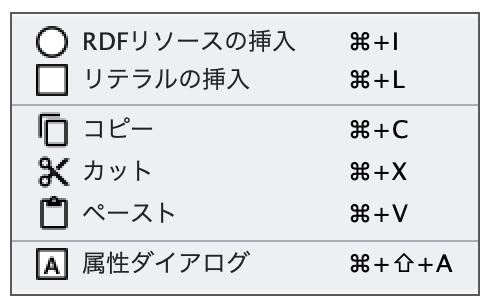 RDFリソースの挿入 ⌘+I
リテラルの挿入 ⌘+L
コピー ⌘+C
カット ⌘+X
ペースト ⌘+V
A 属性ダイアログ ⌘+⇧+A